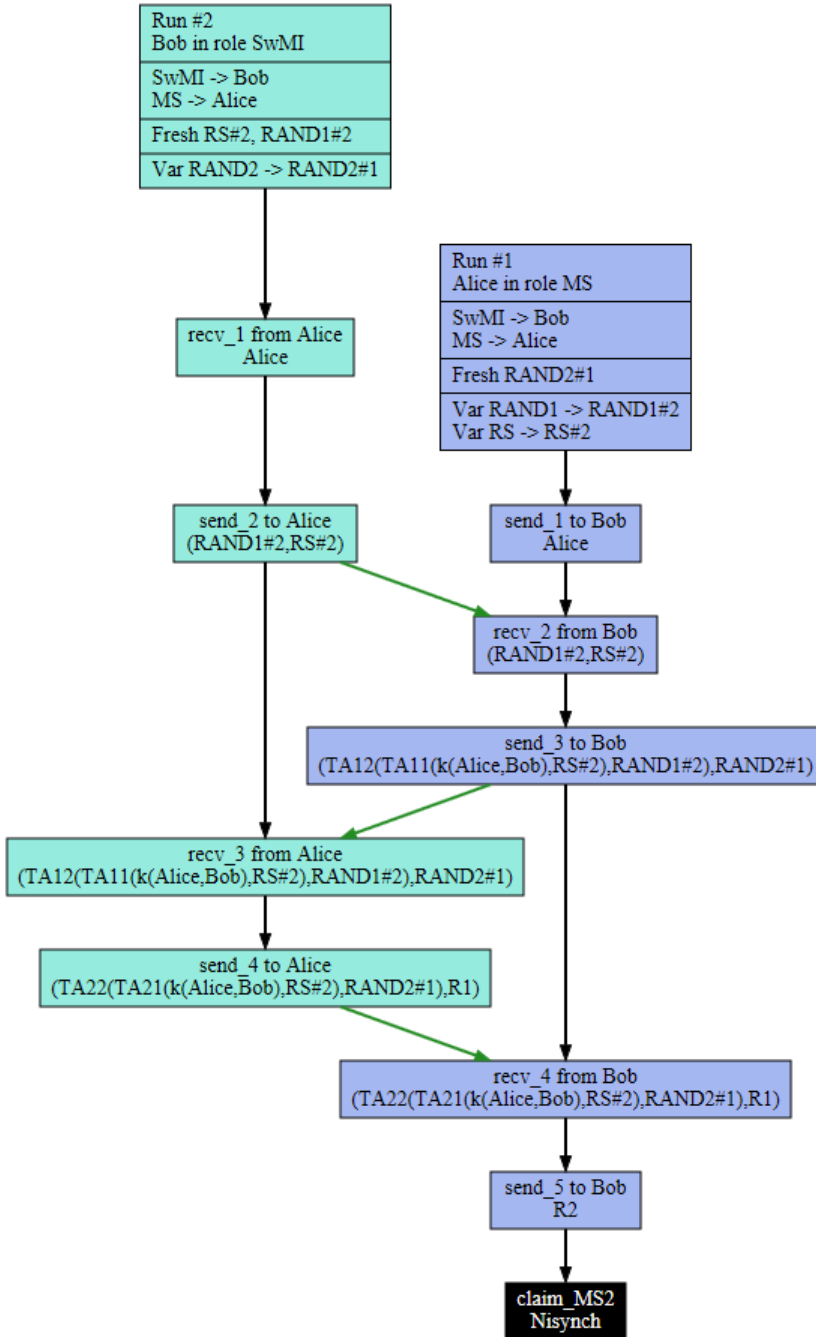 Run #2
Bob in role SwMI
SwMI -> Bob
MS -> Alice
Fresh RS#2, RAND1#2
Var RAND2 -> RAND2#1
Run #1
Alice in role MS
SwMI -> Bob
MS -> Alice
Fresh RAND2#1
Var RAND1 -> RAND1#2
Var RS -> RS#2
recv_1 from Alice
Alice
send_2 to Alice
(RAND1#2,RS#2)
send_1 to Bob
Alice
recv_2 from Bob
(RAND1#2,RS#2)
send_3 to Bob
(TA12(TA11(k(Alice,Bob),RS#2),RAND1#2),RAND2#1)
recv_3 from Alice
(TA12(TA11(k(Alice,Bob),RS#2),RAND1#2),RAND2#1)
send_4 to Alice
(TA22(TA21(k(Alice,Bob),RS#2),RAND2#1),R1)
recv_4 from Bob
(TA22(TA21(k(Alice,Bob),RS#2),RAND2#1),R1)
send_5 to Bob
R2
claim_MS2
Nisynch